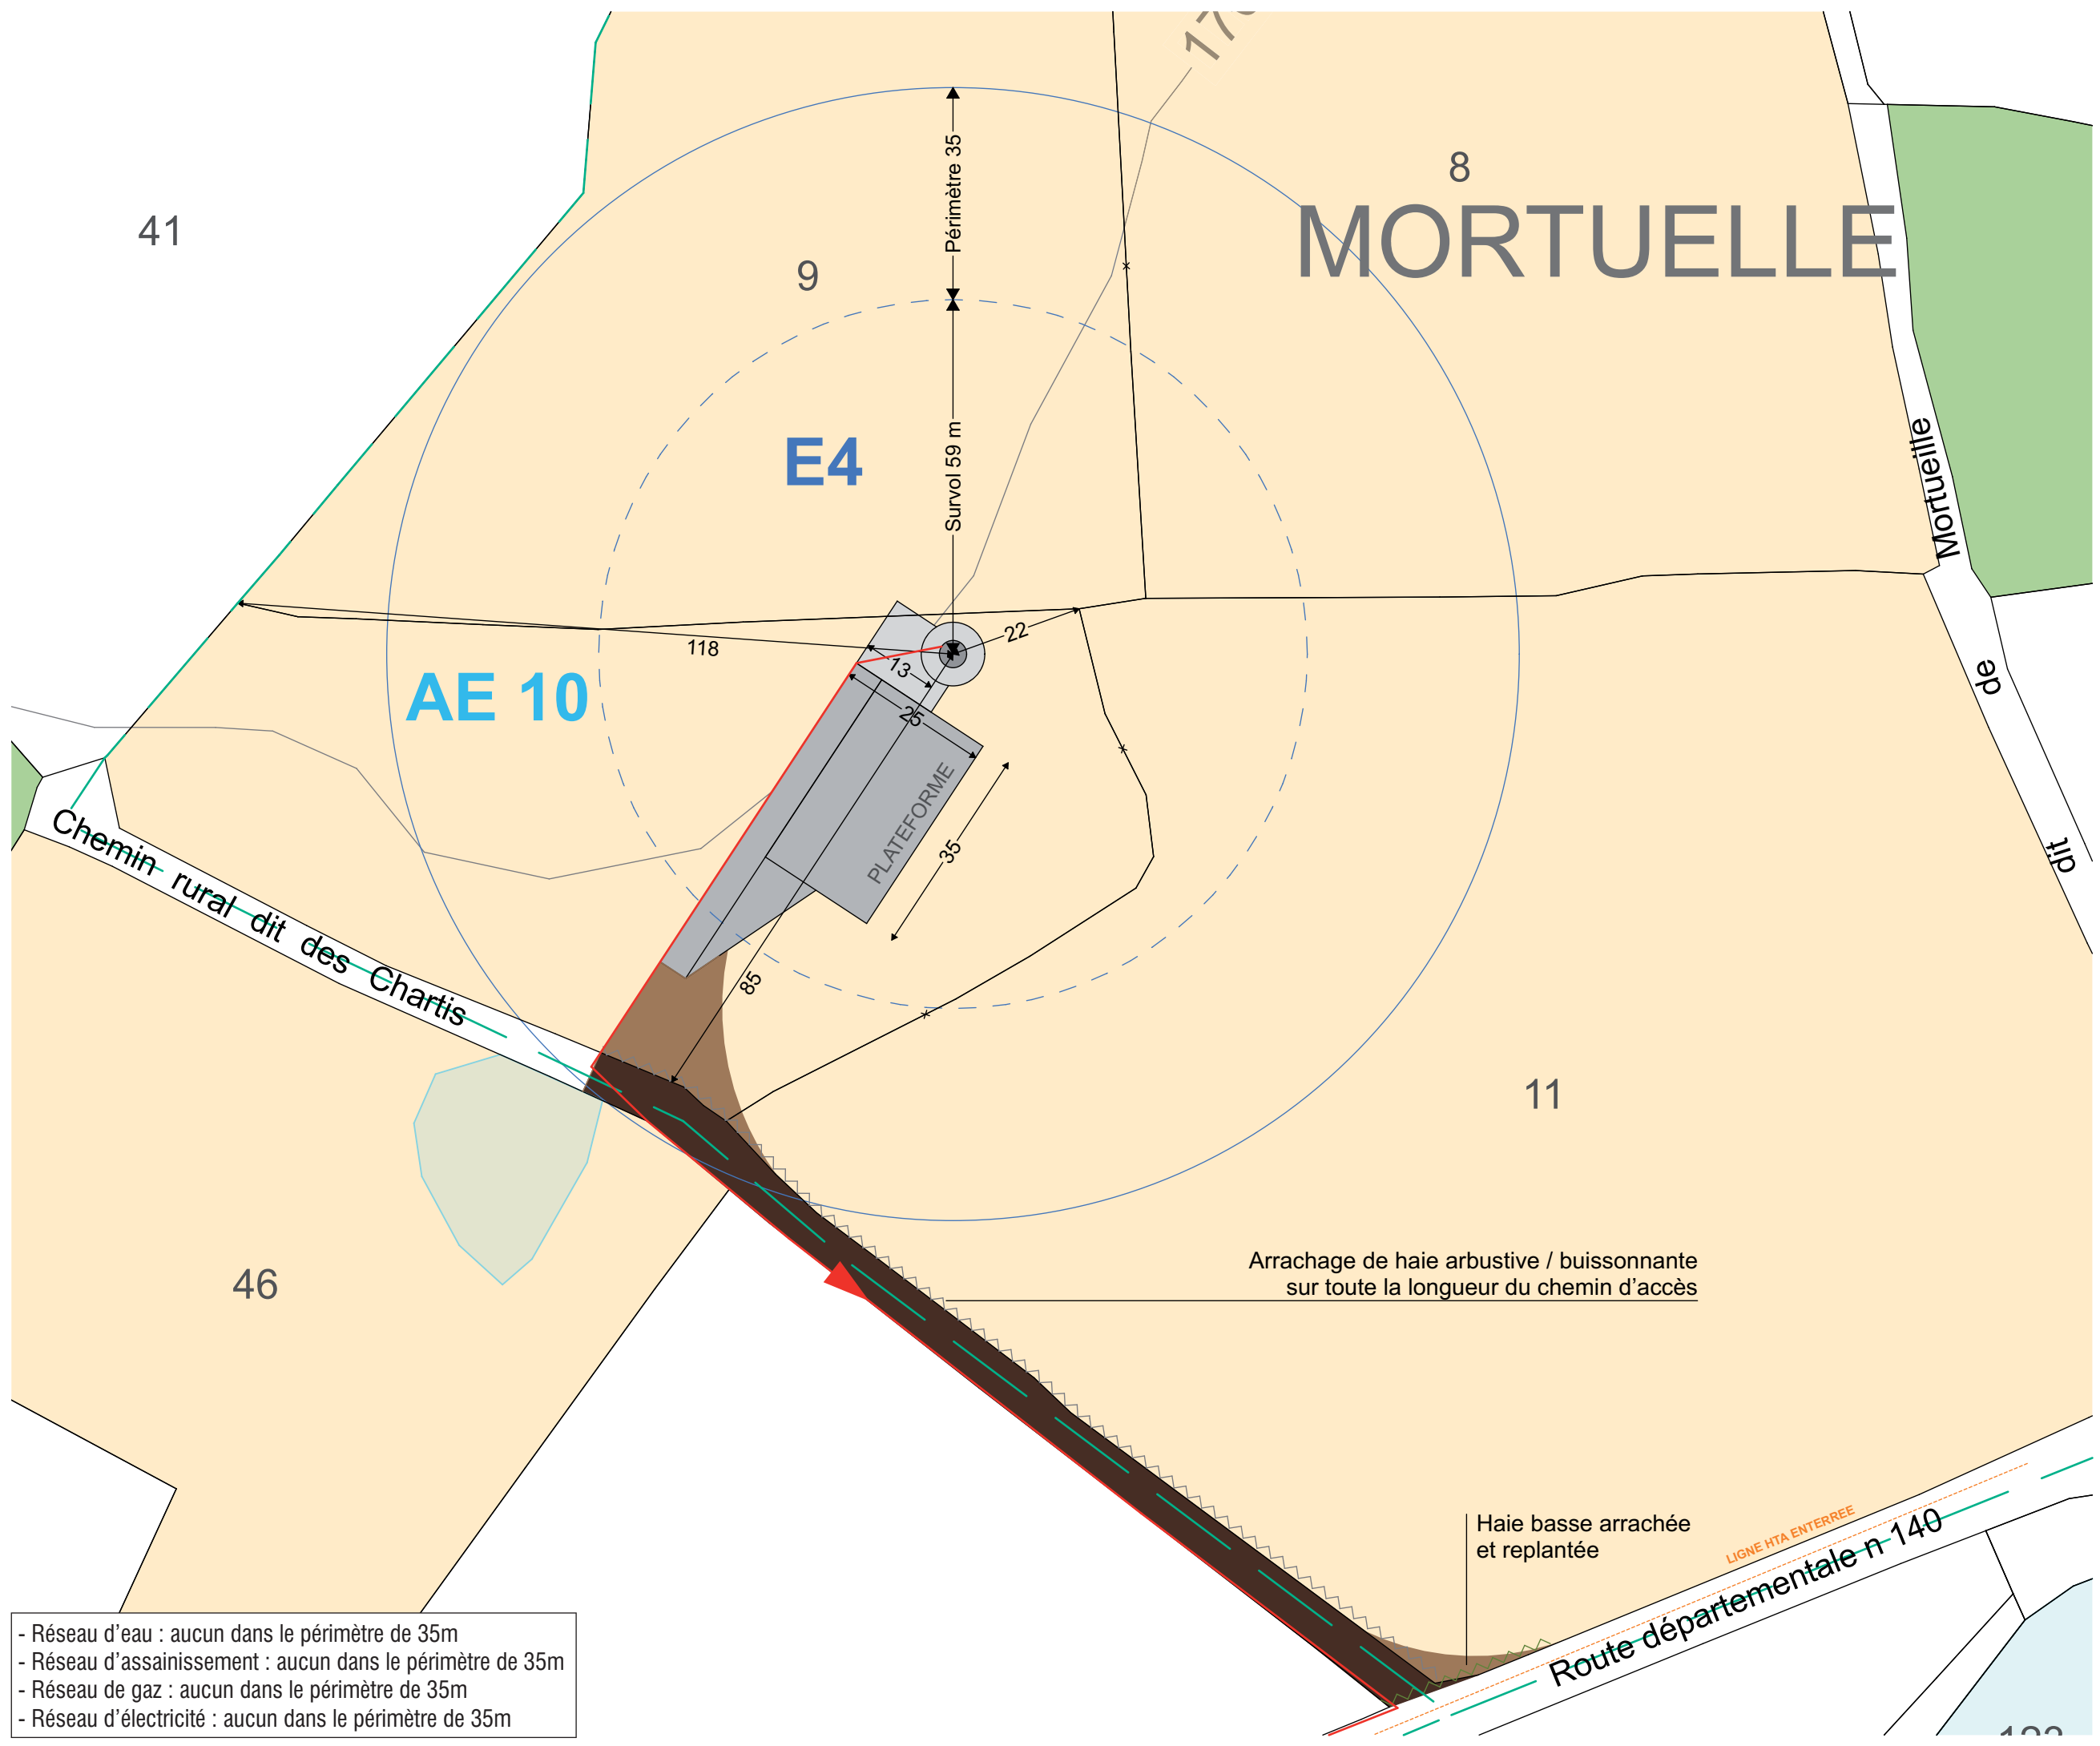 41
8
MORTUELLE
9
Périmètre 35
E4
Survol 59 m
Chemin rural dit de Mortueille
118
22
13
AE 10
25
PLATEFORME
35
Chemin rural dit des Chartis
85
11
46
Arrachage de haie arbustive / buissonnante
sur toute la longueur du chemin d'accès
Haie basse arrachée
et replantée
LIGNE HTA ENTERREE
Route départementale n 140
- Réseau d'eau : aucun dans le périmètre de 35m
- Réseau d'assainissement : aucun dans le périmètre de 35m
- Réseau de gaz : aucun dans le périmètre de 35m
- Réseau d'électricité : aucun dans le périmètre de 35m